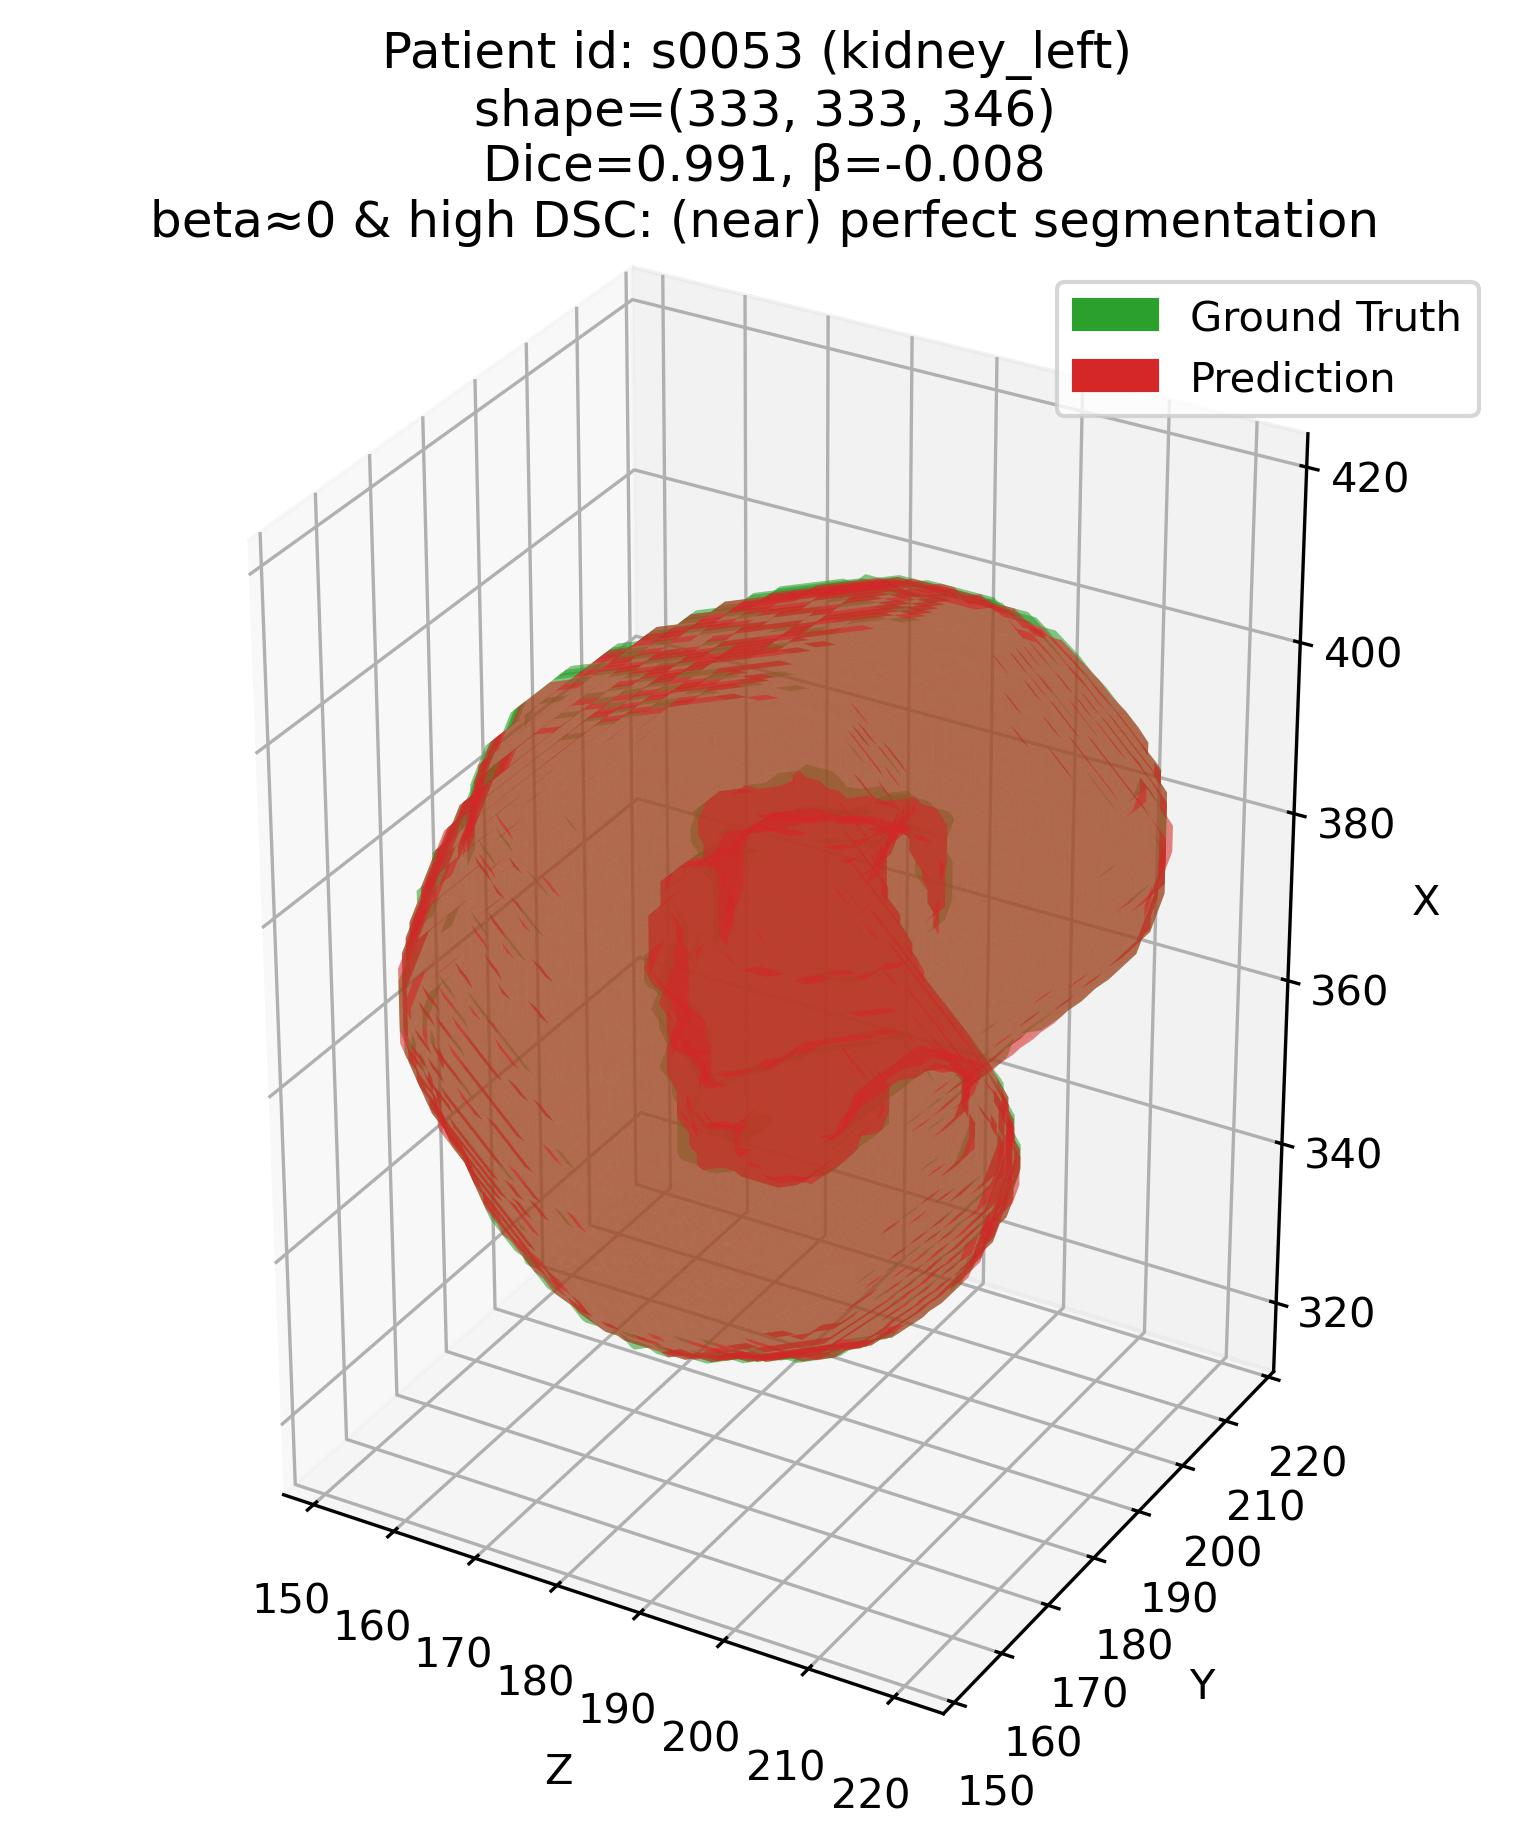 Patient id: s0053 (kidney_left)
shape=(333, 333, 346)
Dice=0.991, β=-0.008
beta≈0 & high DSC: (near) perfect segmentation
Ground Truth
Prediction
420
400
380
X
360
340
320
220
210
200
190
180
170
Y
160
150
150
160
170
180
190
200
210
220
Z